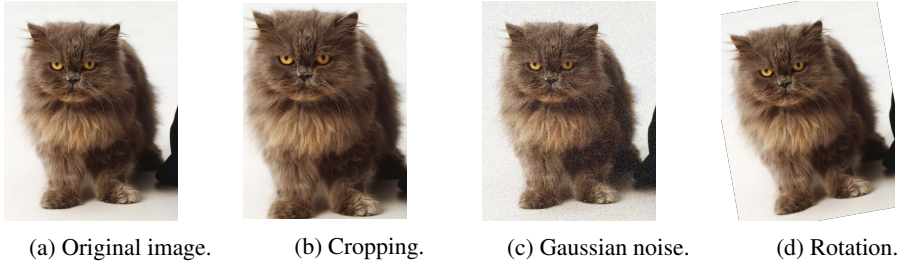 (a) Original image.
(b) Cropping.
(c) Gaussian noise.
(d) Rotation.